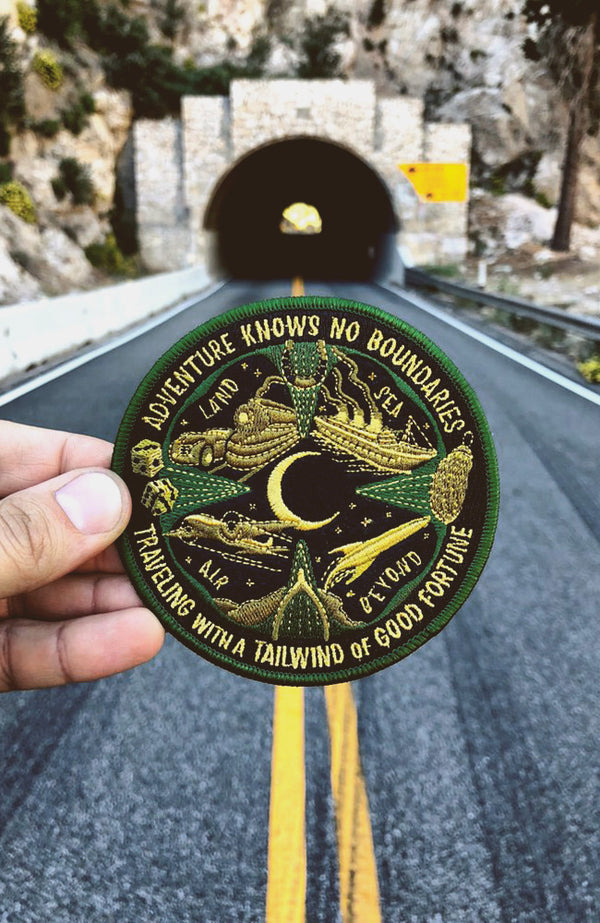 ADVENTURE KNOWS NO BOUNDARIES
LAND
SEA
AIR
BEYOND
TRAVELING WITH A TAILWIND OF GOOD FORTUNE